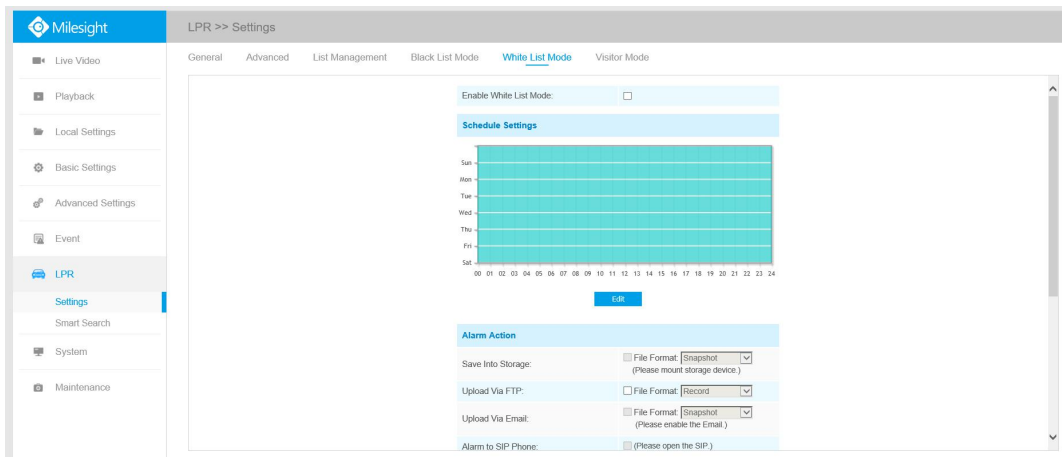 Milesight
LPR >> Settings
Live Video
Playback
Local Settings
Basic Settings
Advanced Settings
Event
LPR
Settings
Smart Search
System
Maintenance
General Advanced List Management Black List Mode White List Mode Visitor Mode
Enable White List Mode:
Schedule Settings
Sun
Mon
Tue
Wed
Thu
Fri
Sat
00 01 02 03 04 05 06 07 08 09 10 11 12 13 14 15 16 17 18 19 20 21 22 23 24
Edit
Alarm Action
Save Into Storage: File Format: Snapshot
(Please mount storage device.)
Upload Via FTP: File Format: Record
Upload Via Email: File Format: Snapshot
(Please enable the Email.)
Alarm to SIP Phone: (Please open the SIP.)